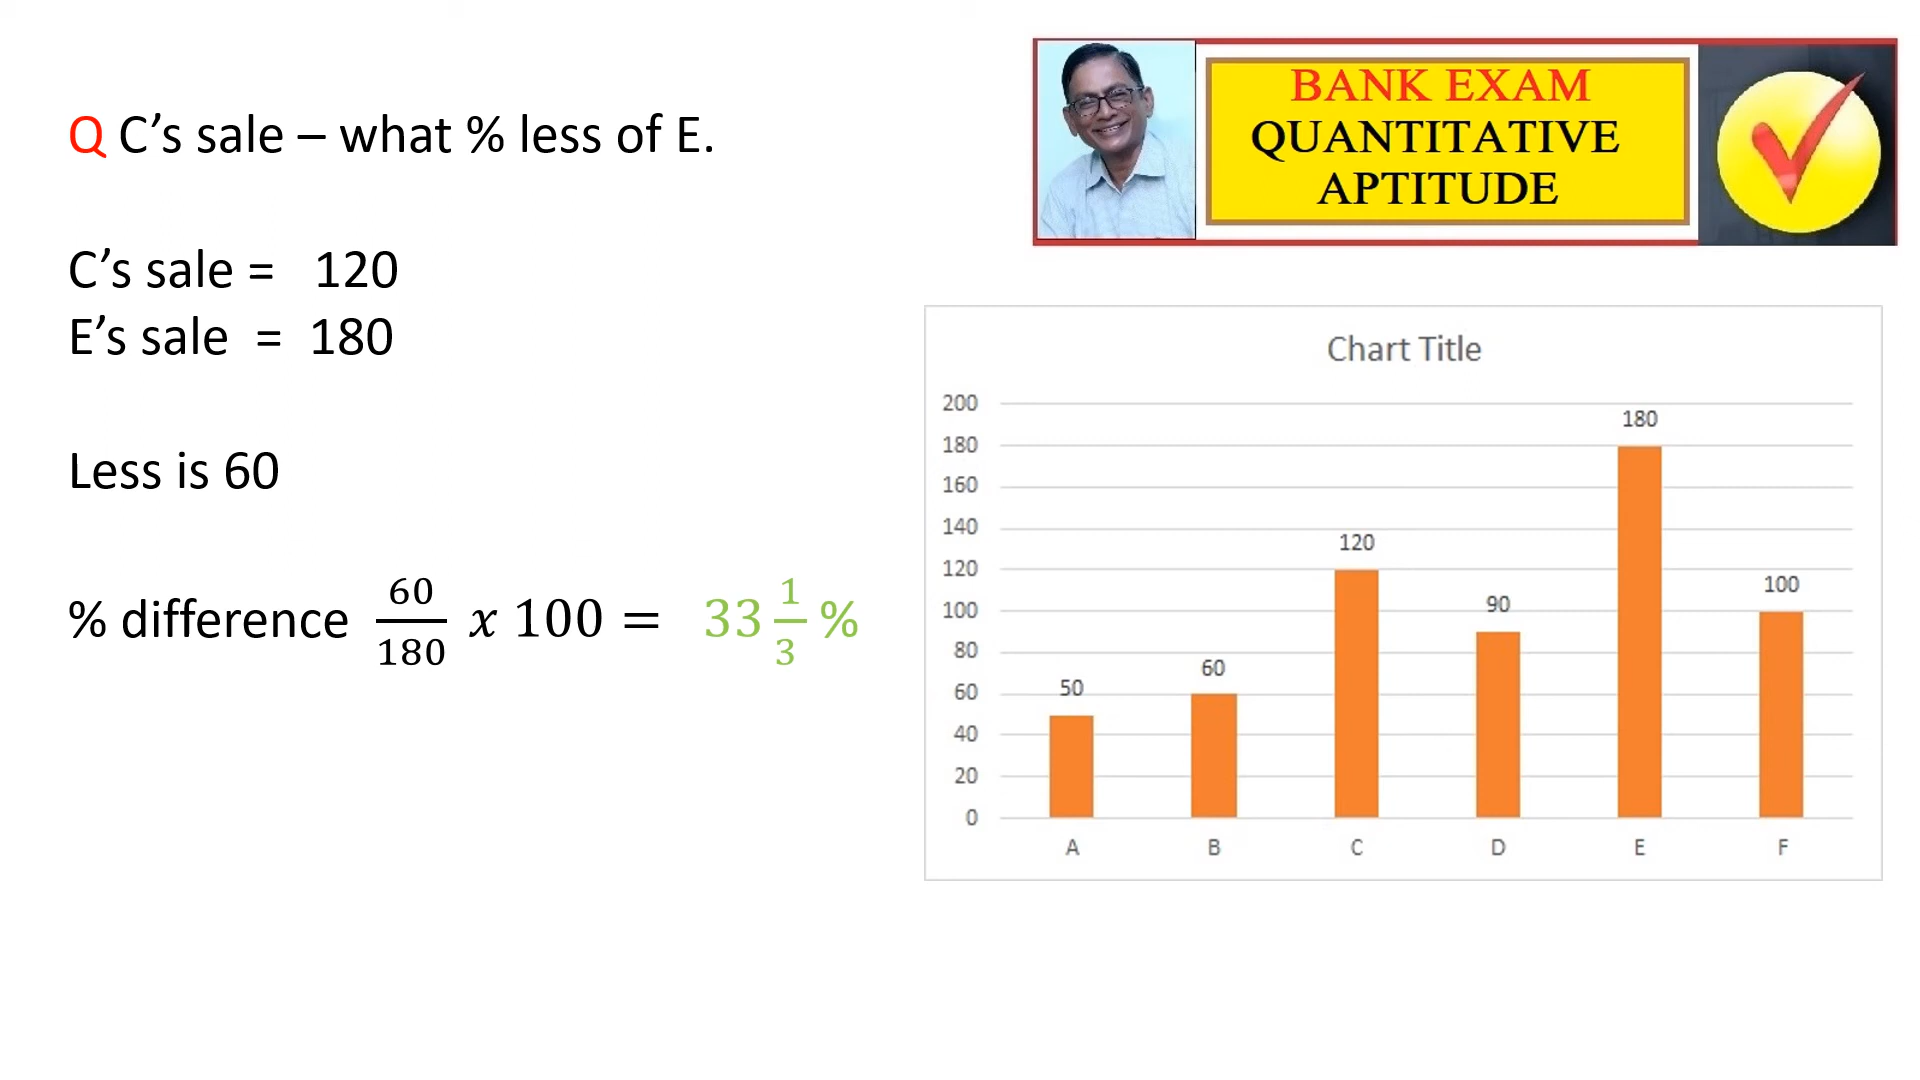 Q C’s sale – what % less of E.
C’s sale = 120
E’s sale = 180
Less is 60
% difference 60/180 x 100 = 33 1/3 %
BANK EXAM
QUANTITATIVE
APTITUDE
Chart Title
200
180
160
140
120
100
80
60
40
20
0
50
60
120
90
180
100
A B C D E F